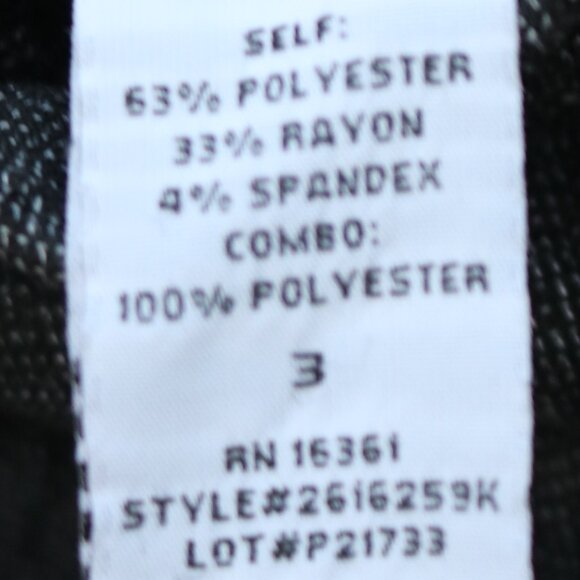 SELF:
63% POLYESTER
33% RAYON
4% SPANDEX
COMBO:
100% POLYESTER
3
RN 16361
STYLE#2616259K
LOT#P21733